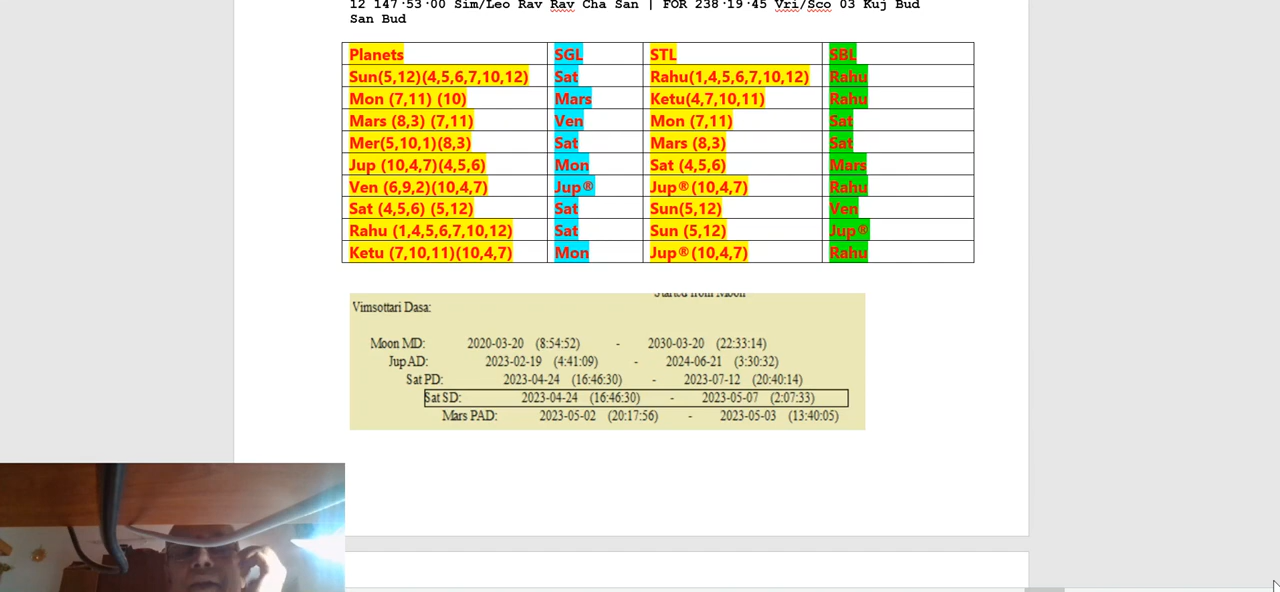 12 147·53·00 Sim/Leo Rav Rav Cha San | FOR 238·19·45 Vri/Sco 03 Kuj Bud
San Bud
Planets SGL STL SBL
Sun(5,12)(4,5,6,7,10,12) Sat Rahu(1,4,5,6,7,10,12) Rahu
Mon (7,11) (10) Mars Ketu(4,7,10,11) Rahu
Mars (8,3) (7,11) Ven Mon (7,11) Sat
Mer(5,10,1)(8,3) Sat Mars (8,3) Sat
Jup (10,4,7)(4,5,6) Mon Sat (4,5,6) Mars
Ven (6,9,2)(10,4,7) Jup® Jup®(10,4,7) Rahu
Sat (4,5,6) (5,12) Sat Sun(5,12) Ven
Rahu (1,4,5,6,7,10,12) Sat Sun (5,12) Jup®
Ketu (7,10,11)(10,4,7) Mon Jup®(10,4,7) Rahu
Started from Moon
Vimsottari Dasa:
Moon MD: 2020-03-20 (8:54:52) - 2030-03-20 (22:33:14)
Jup AD: 2023-02-19 (4:41:09) - 2024-06-21 (3:30:32)
Sat PD: 2023-04-24 (16:46:30) - 2023-07-12 (20:40:14)
Sat SD: 2023-04-24 (16:46:30) - 2023-05-07 (2:07:33)
Mars PAD: 2023-05-02 (20:17:56) - 2023-05-03 (13:40:05)